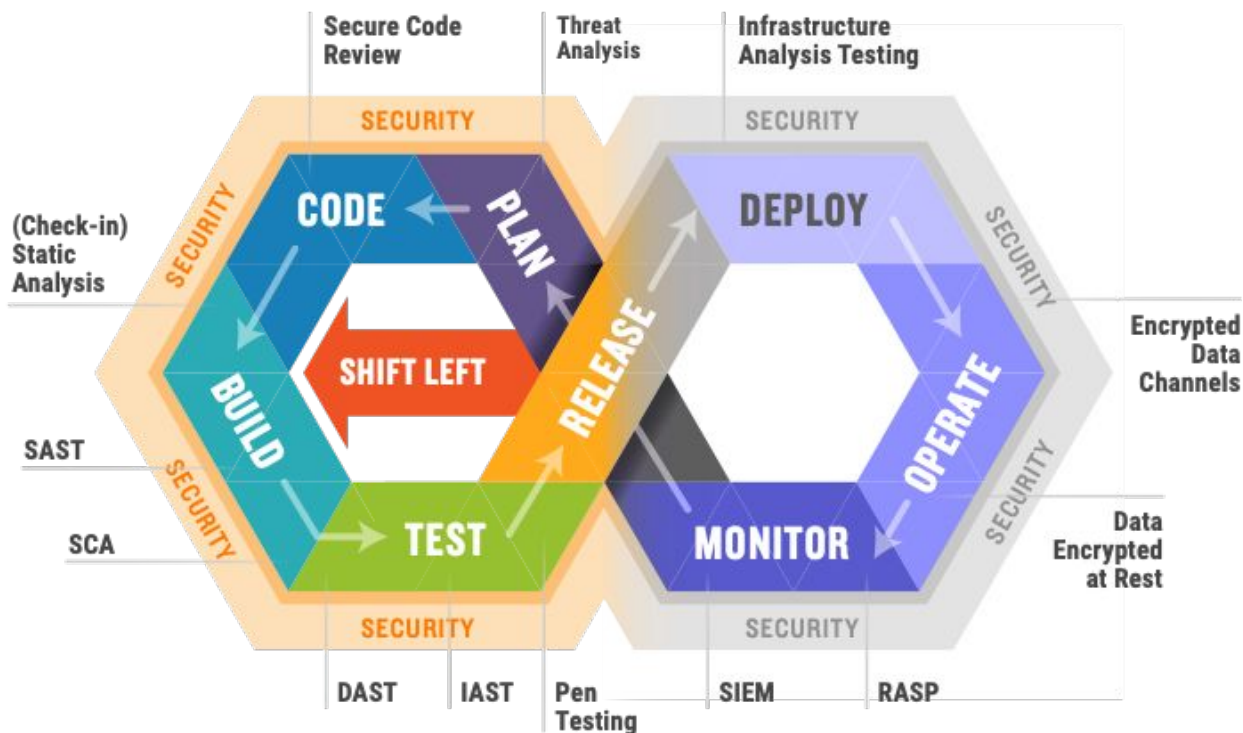 Secure Code
Review
Threat
Analysis
Infrastructure
Analysis Testing
SECURITY
SECURITY
CODE
PLAN
DEPLOY
(Check-in)
Static
Analysis
SECURITY
SECURITY
SHIFT LEFT
RELEASE
Encrypted
Data
Channels
BUILD
OPERATE
SAST
SECURITY
SECURITY
SCA
TEST
MONITOR
Data
Encrypted
at Rest
SECURITY
SECURITY
DAST
IAST
Pen
Testing
SIEM
RASP